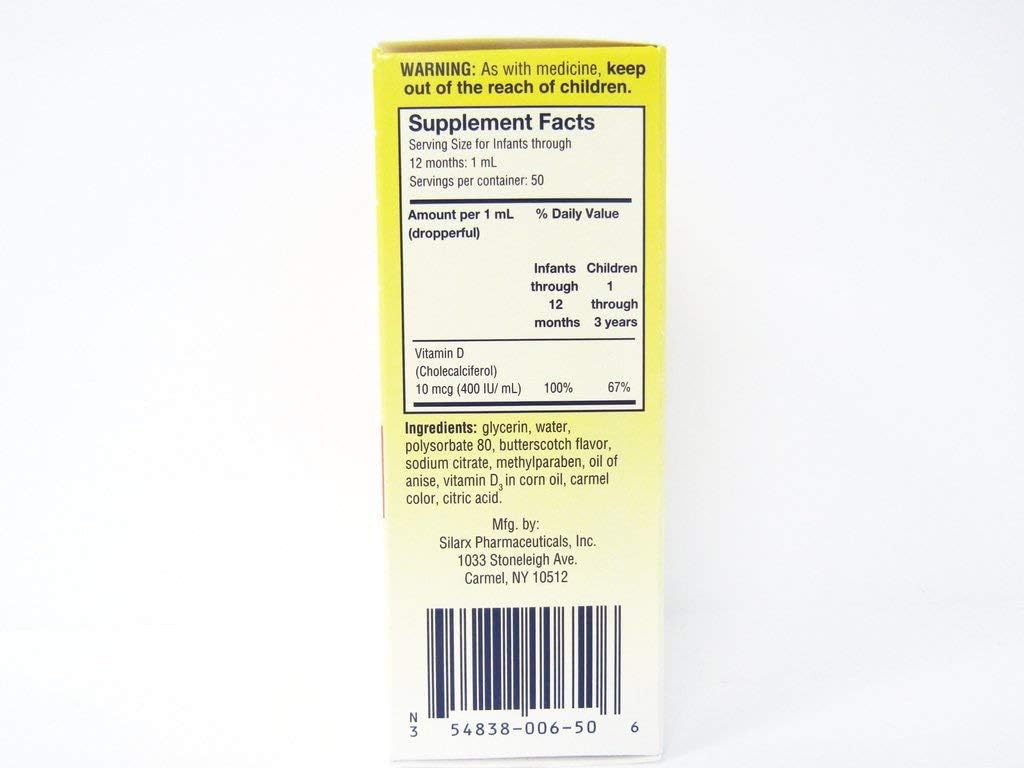 WARNING: As with medicine, keep
out of the reach of children.
Supplement Facts
Serving Size for Infants through
12 months: 1 mL
Servings per container: 50
Amount per 1 mL % Daily Value
(dropperful)
Infants Children
through 1
12 through
months 3 years
Vitamin D
(Cholecalciferol)
10 mcg (400 IU/ mL) 100% 67%
Ingredients: glycerin, water,
polysorbate 80, butterscotch flavor,
sodium citrate, methylparaben, oil of
anise, vitamin D3 in corn oil, carmel
color, citric acid.
Mfg. by:
Silarx Pharmaceuticals, Inc.
1033 Stoneleigh Ave.
Carmel, NY 10512
N
3 54838-006-50 6